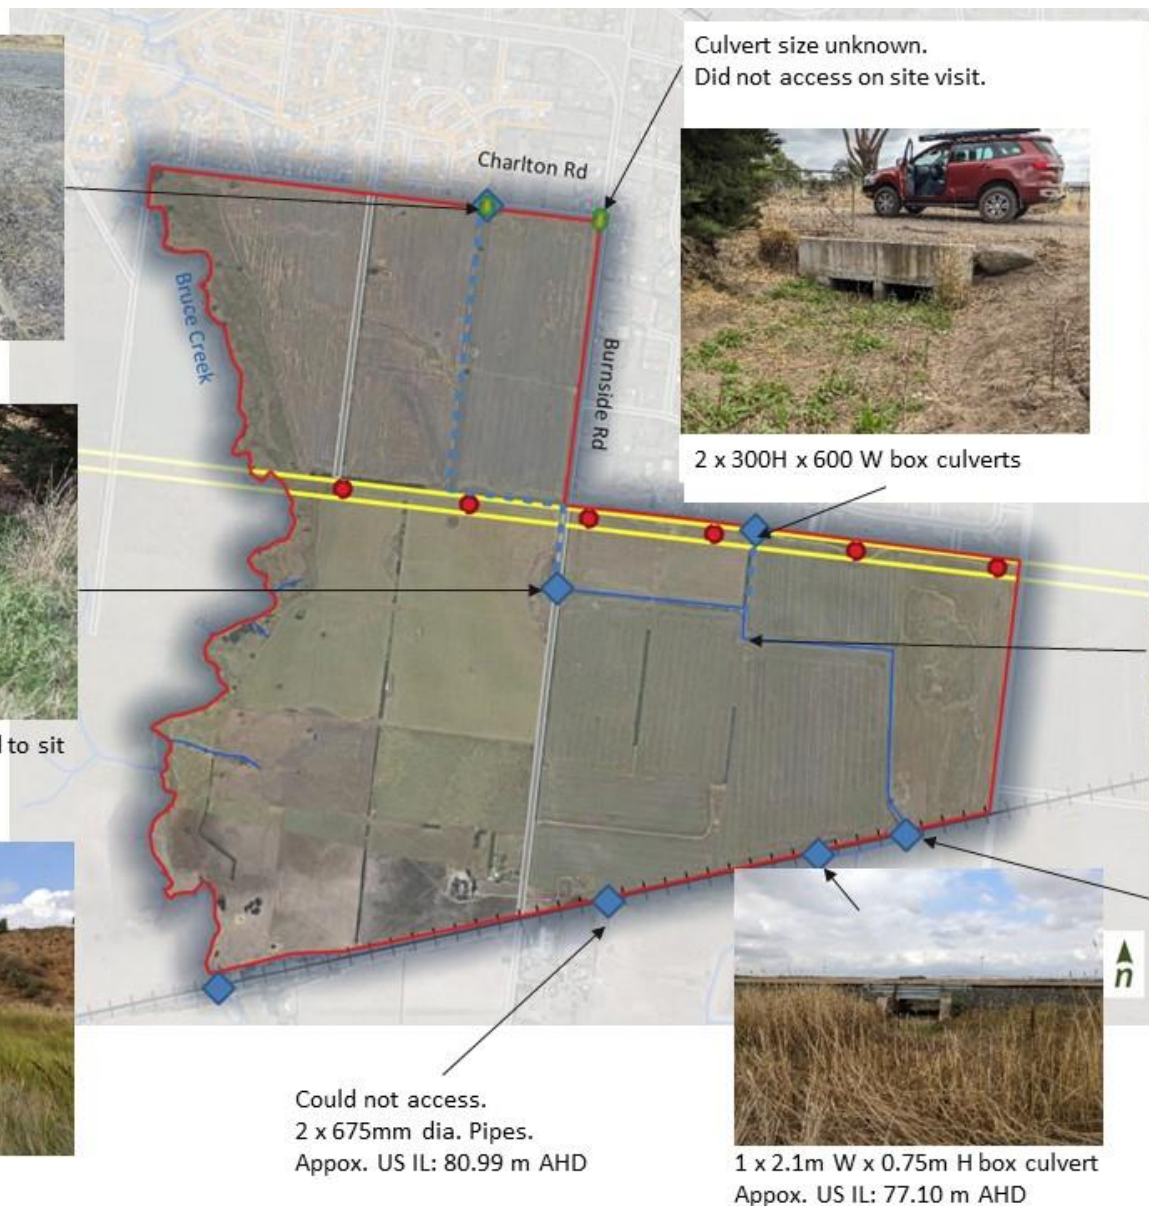 Culvert size unknown.
Did not access on site visit.
Charlton Rd
Bruce Creek
Burnside Rd
2 x 300H x 600 W box culverts
to sit
n
Could not access.
2 x 675mm dia. Pipes.
Appox. US IL: 80.99 m AHD
1 x 2.1m W x 0.75m H box culvert
Appox. US IL: 77.10 m AHD